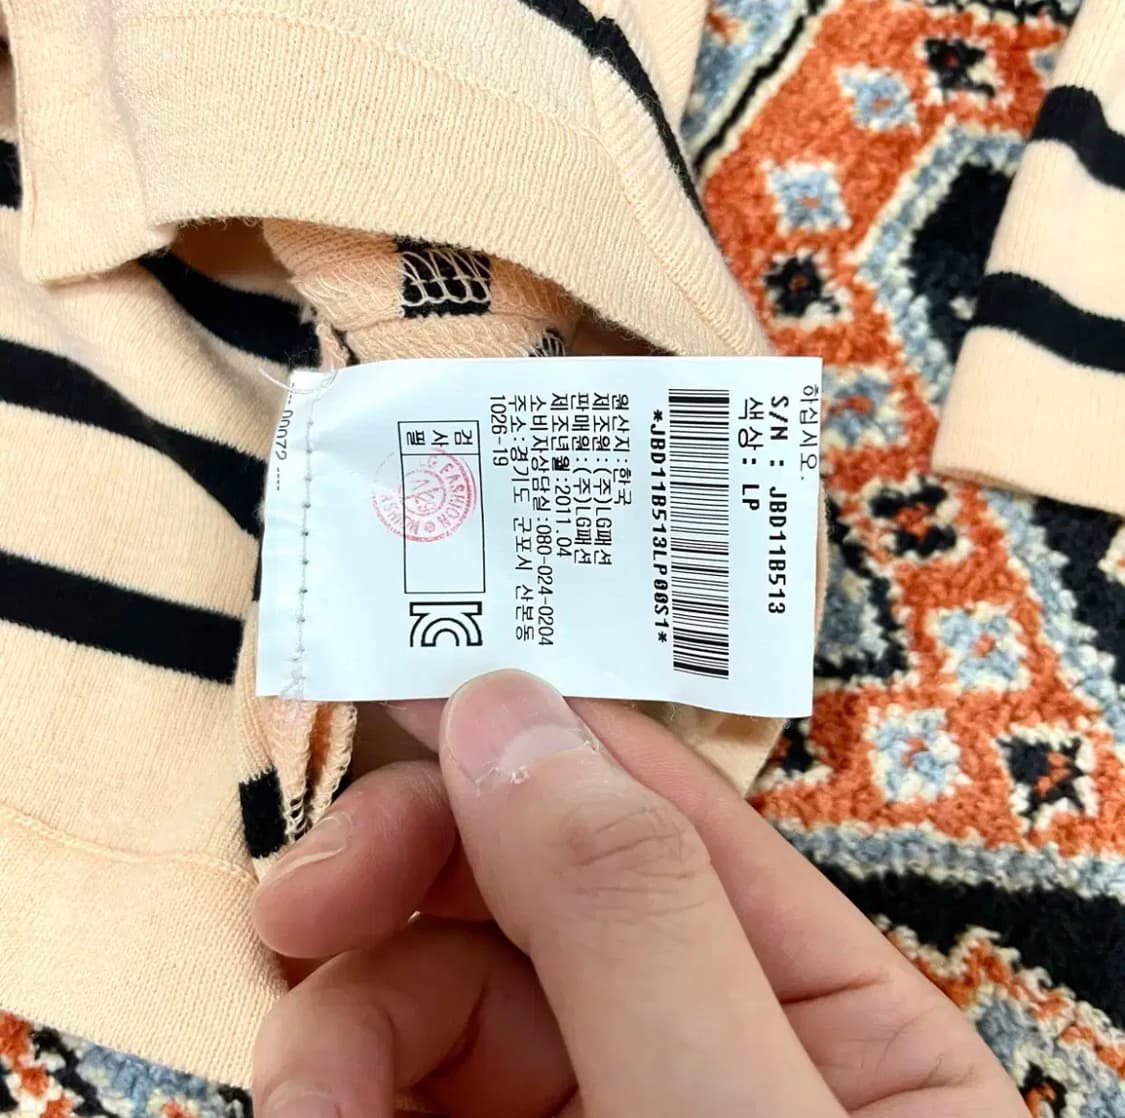 하십시오.
S/N : JBD11B513
색상: LP
*JBD11B513LP00S1*
원산지:한국
제조원:(주)LG패션
판매원:(주)LG패션
제조년월:2011.04
소비자상담실:080-024-0204
주소:경기도 군포시 산본동
1026-19
검사필
KC
FASHION